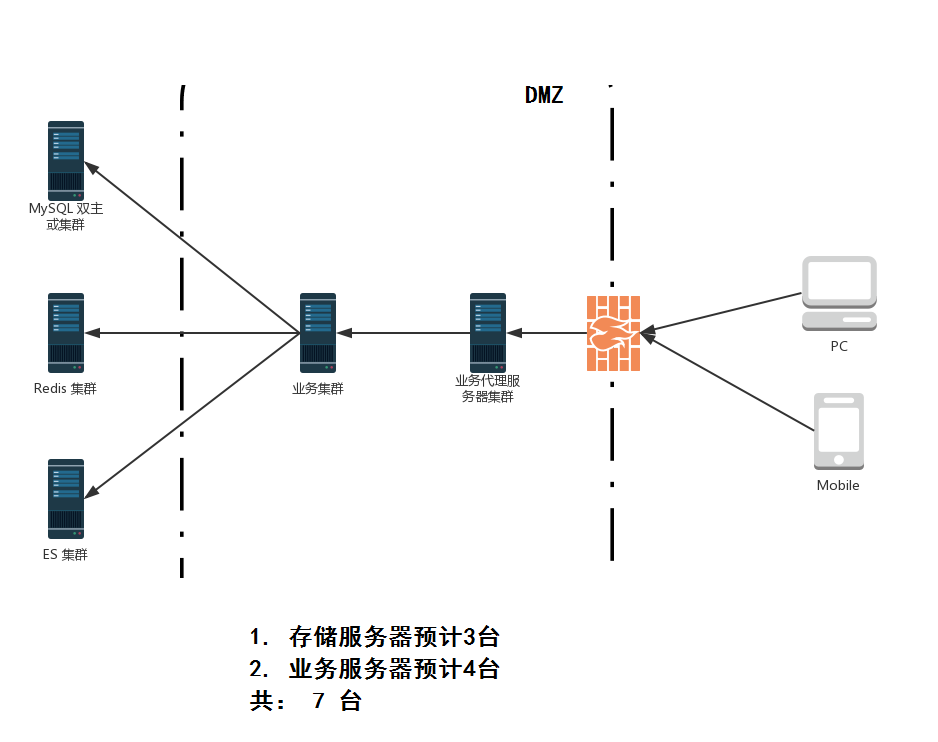 DMZ
MySQL 双主
或集群
Redis 集群
业务集群
业务代理服
务器集群
PC
Mobile
ES 集群
1. 存储服务器预计3台
2. 业务服务器预计4台
共： 7 台